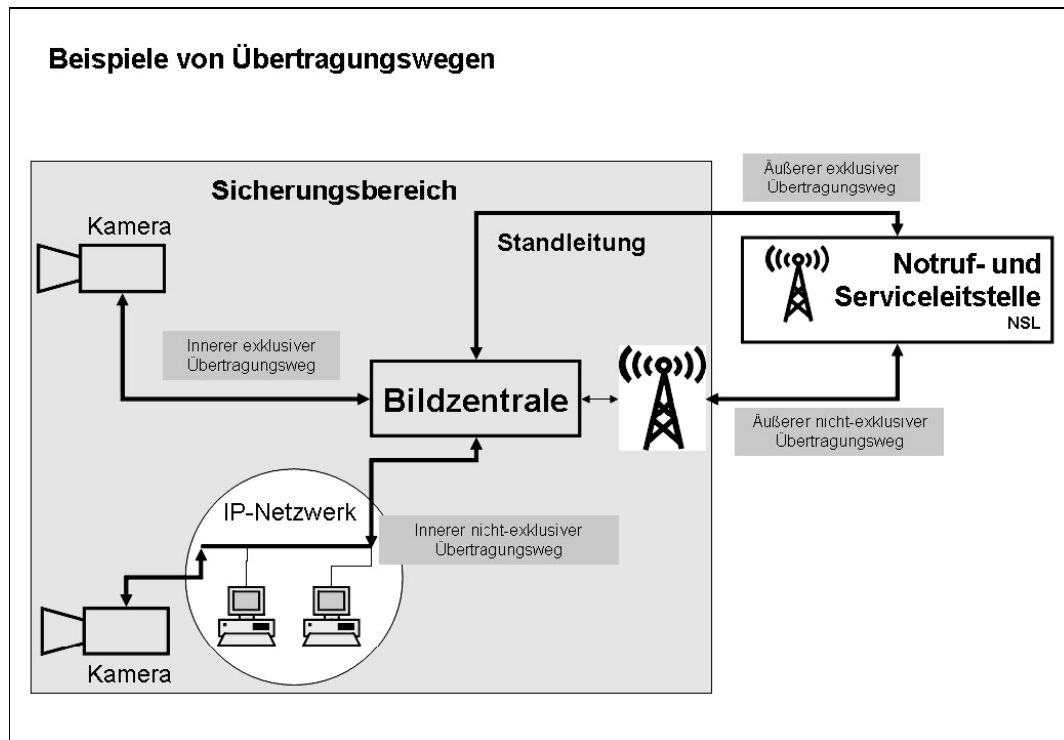 Beispiele von Übertragungswegen
Äußerer exklusiver
Übertragungsweg
Sicherungsbereich
Kamera
Standleitung
Notruf- und
Serviceleitstelle
NSL
Innerer exklusiver
Übertragungsweg
Bildzentrale
Äußerer nicht-exklusiver
Übertragungsweg
IP-Netzwerk
Innerer nicht-exklusiver
Übertragungsweg
Kamera